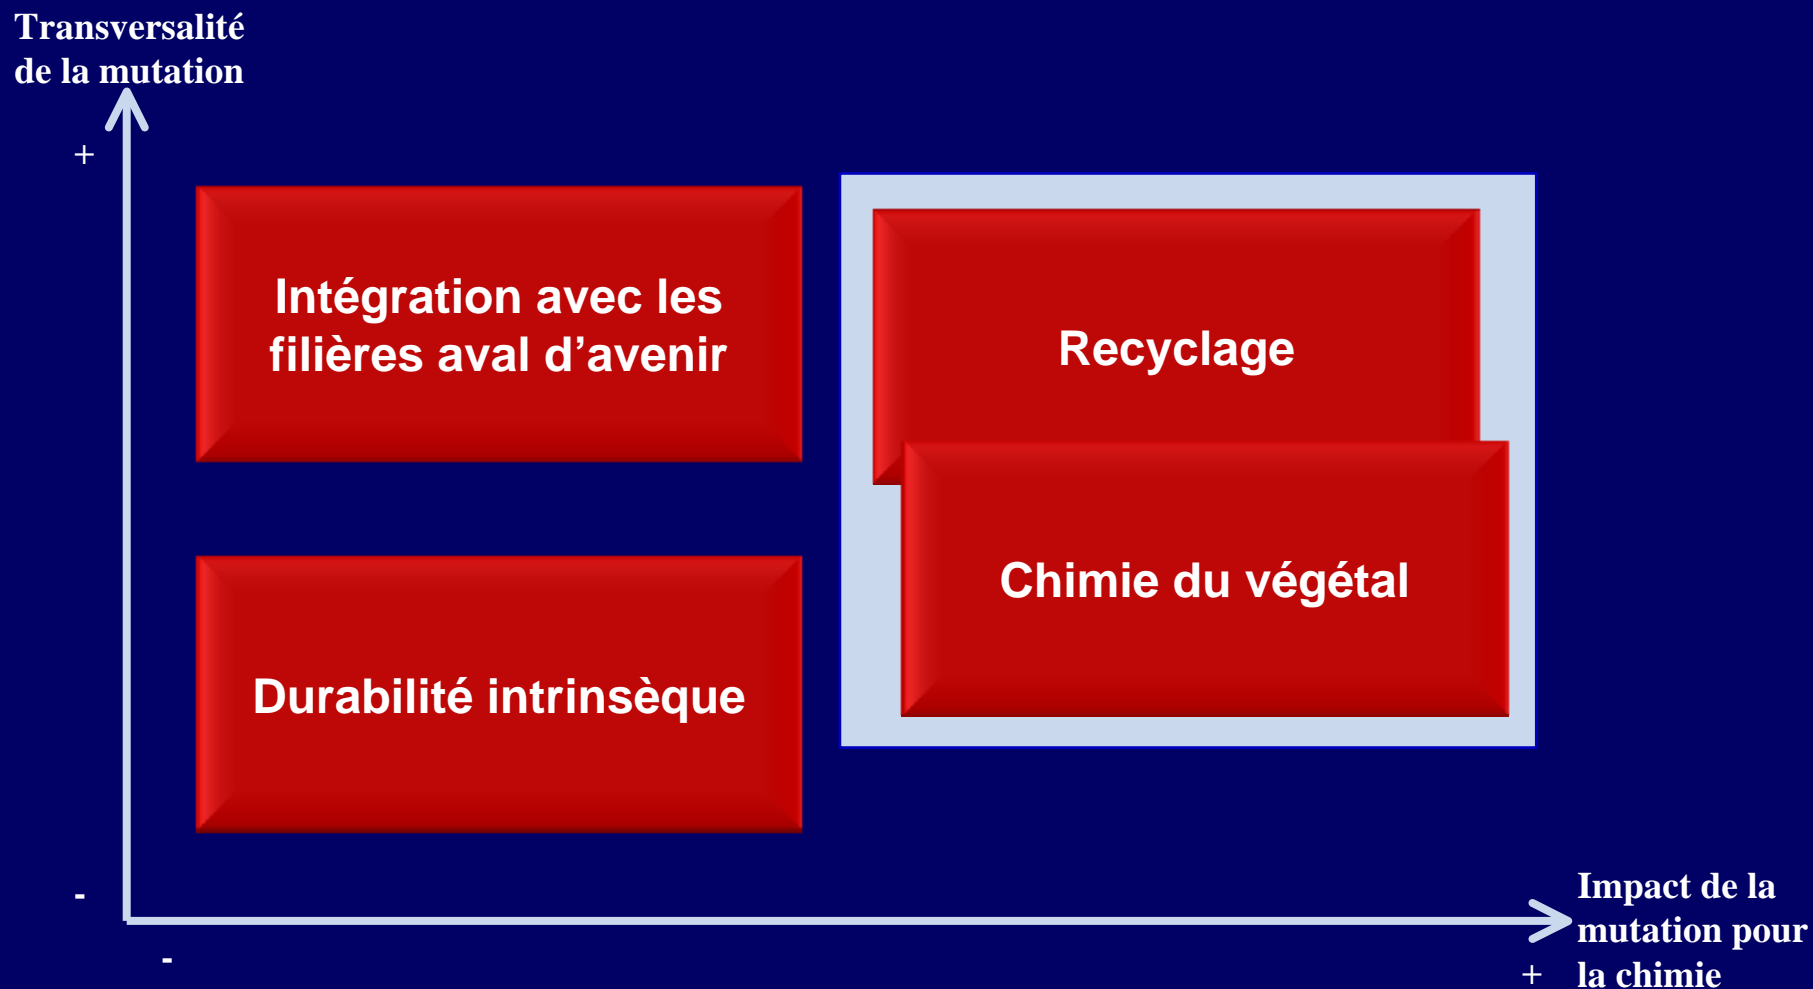 Transversalité
de la mutation
+
Intégration avec les
filières aval d’avenir
Recyclage
Chimie du végétal
Durabilité intrinsèque
-
-
+
Impact de la
mutation pour
la chimie